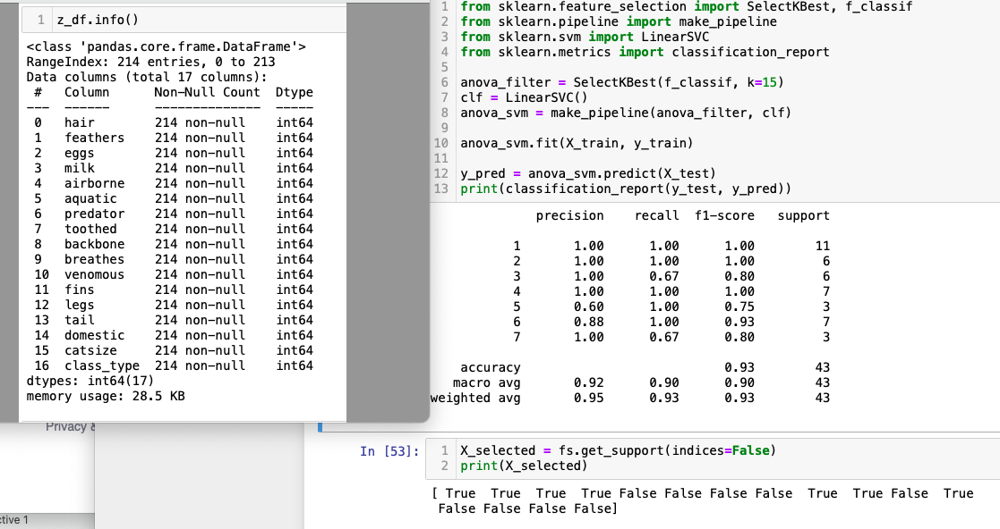 1 z_df.info()
<class 'pandas.core.frame.DataFrame'>
RangeIndex: 214 entries, 0 to 213
Data columns (total 17 columns):
# Column Non-Null Count Dtype
--- ------ -------------- -----
0 hair 214 non-null int64
1 feathers 214 non-null int64
2 eggs 214 non-null int64
3 milk 214 non-null int64
4 airborne 214 non-null int64
5 aquatic 214 non-null int64
6 predator 214 non-null int64
7 toothed 214 non-null int64
8 backbone 214 non-null int64
9 breathes 214 non-null int64
10 venomous 214 non-null int64
11 fins 214 non-null int64
12 legs 214 non-null int64
13 tail 214 non-null int64
14 domestic 214 non-null int64
15 catsize 214 non-null int64
16 class_type 214 non-null int64
dtypes: int64(17)
memory usage: 28.5 KB
Privacy &
ctive 1
1 from sklearn.feature_selection import SelectKBest, f_classif
2 from sklearn.pipeline import make_pipeline
3 from sklearn.svm import LinearSVC
4 from sklearn.metrics import classification_report
5
6 anova_filter = SelectKBest(f_classif, k=15)
7 clf = LinearSVC()
8 anova_svm = make_pipeline(anova_filter, clf)
9
10 anova_svm.fit(X_train, y_train)
11
12 y_pred = anova_svm.predict(X_test)
13 print(classification_report(y_test, y_pred))
precision recall f1-score support
1 1.00 1.00 1.00 11
2 1.00 1.00 1.00 6
3 1.00 0.67 0.80 6
4 1.00 1.00 1.00 7
5 0.60 1.00 0.75 3
6 0.88 1.00 0.93 7
7 1.00 0.67 0.80 3
accuracy 0.93 43
macro avg 0.92 0.90 0.90 43
weighted avg 0.95 0.93 0.93 43
In [53]: 1 X_selected = fs.get_support(indices=False)
2 print(X_selected)
[ True True True True False False False False True True False True
False False False False]